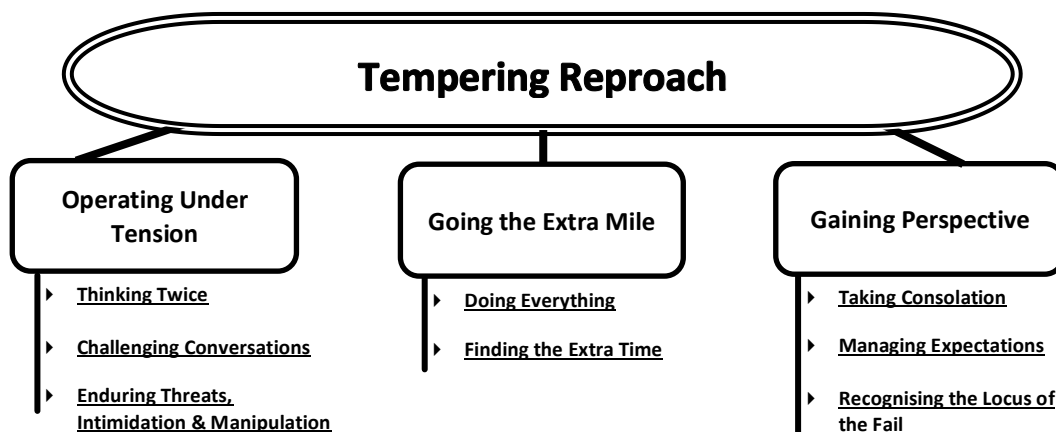 Tempering Reproach
Operating Under
Tension
Thinking Twice
Challenging Conversations
Enduring Threats,
Intimidation & Manipulation
Going the Extra Mile
Doing Everything
Finding the Extra Time
Gaining Perspective
Taking Consolation
Managing Expectations
Recognising the Locus of
the Fail